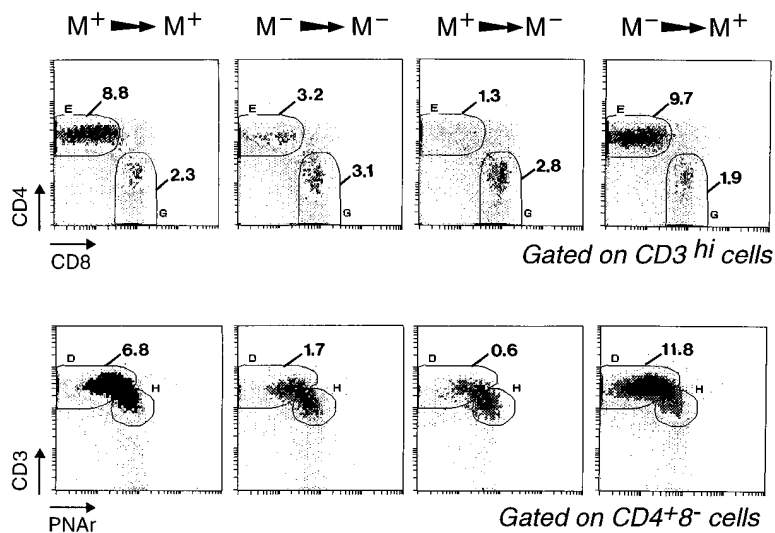 M⁺ M⁺ M⁻ M⁻ M⁺ M⁻ M⁻ M⁺
E 8.8 E 3.2 E 1.3 E 9.7
2.3 3.1 2.8 1.9
G G G G
CD4
CD8
Gated on CD3 hi cells
D 6.8 H D 1.7 H D 0.6 H D 11.8 H
CD3
PNAr
Gated on CD4⁺8⁻ cells